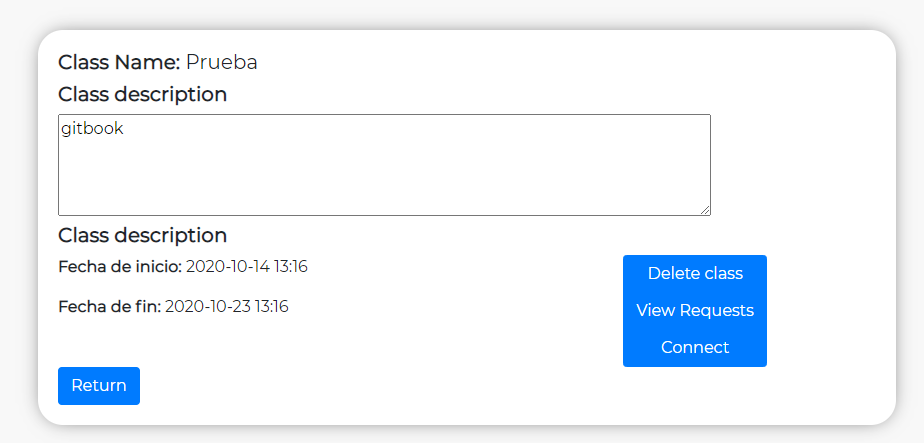 Class Name: Prueba
Class description
gitbook
Class description
Fecha de inicio: 2020-10-14 13:16
Fecha de fin: 2020-10-23 13:16
Delete class
View Requests
Connect
Return